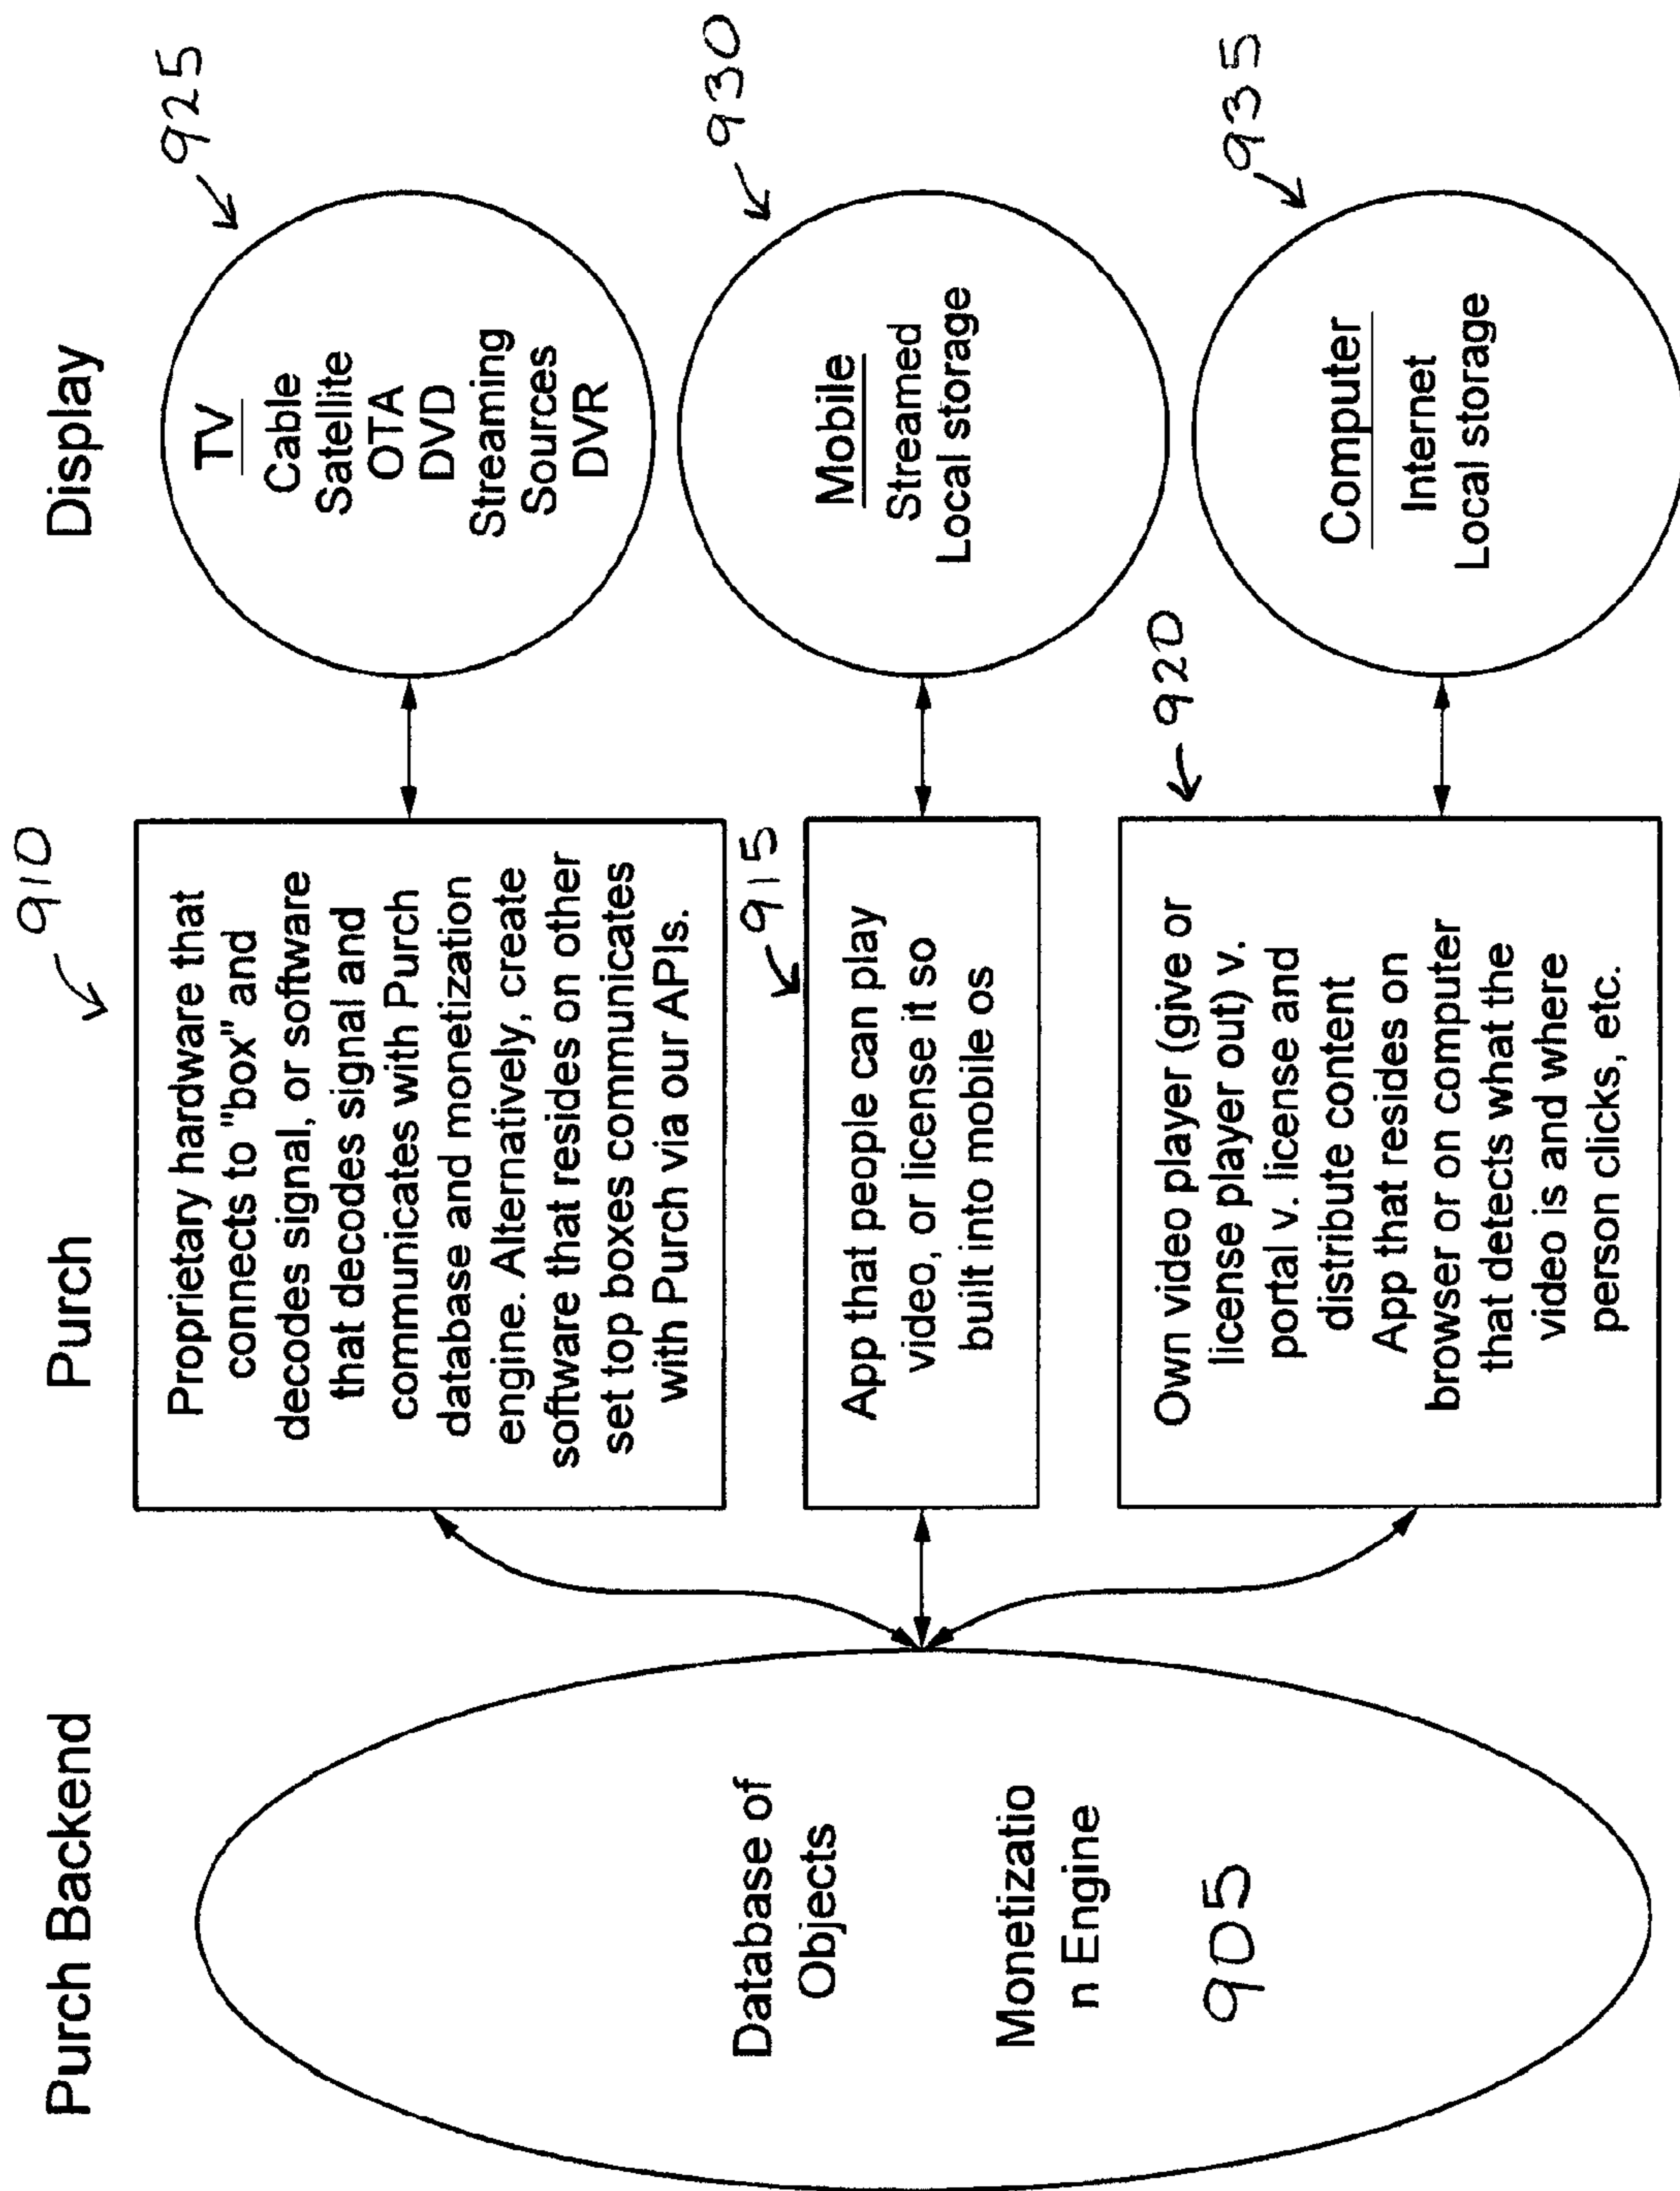 Purch Backend
Purch
Display
Database of
Objects
Monetizatio
n Engine
905
910
Proprietary hardware that
connects to "box" and
decodes signal, or software
that decodes signal and
communicates with Purch
database and monetization
engine. Alternatively, create
software that resides on other
set top boxes communicates
with Purch via our APIs.
915
App that people can play
video, or license it so
built into mobile os
920
Own video player (give or
license player out) v.
portal v. license and
distribute content
App that resides on
browser or on computer
that detects what the
video is and where
person clicks, etc.
925
TV
Cable
Satellite
OTA
DVD
Streaming
Sources
DVR
930
Mobile
Streamed
Local storage
935
Computer
Internet
Local storage